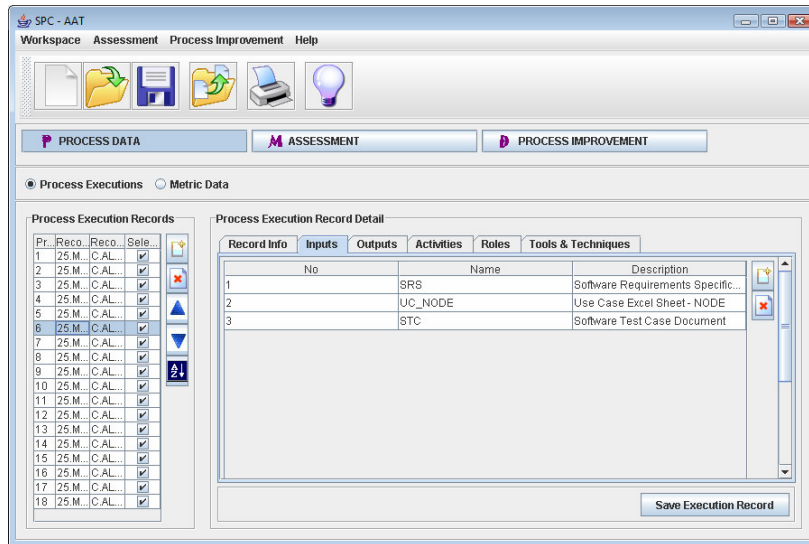 SPC - AAT
Workspace Assessment Process Improvement Help
P PROCESS DATA M ASSESSMENT PROCESS IMPROVEMENT
Process Executions Metric Data
Process Execution Records
Pr... Reco... Reco... Sele...
1 25.M... C.AL...
2 25.M... C.AL...
3 25.M... C.AL...
4 25.M... C.AL...
5 25.M... C.AL...
6 25.M... C.AL...
7 25.M... C.AL...
8 25.M... C.AL...
9 25.M... C.AL...
10 25.M... C.AL...
11 25.M... C.AL...
12 25.M... C.AL...
13 25.M... C.AL...
14 25.M... C.AL...
15 25.M... C.AL...
16 25.M... C.AL...
17 25.M... C.AL...
18 25.M... C.AL...
A Z
Process Execution Record Detail
Record Info Inputs Outputs Activities Roles Tools & Techniques
No Name Description
1 SRS Software Requirements Specific...
2 UC_NODE Use Case Excel Sheet - NODE
3 STC Software Test Case Document
Save Execution Record